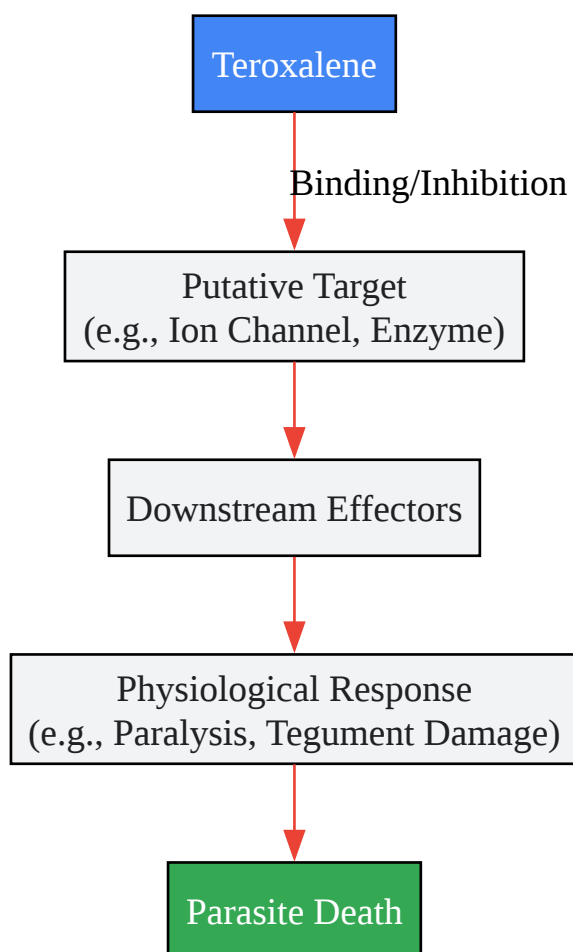 Teroxalene
Binding/Inhibition
Putative Target
(e.g., Ion Channel, Enzyme)
Downstream Effectors
Physiological Response
(e.g., Paralysis, Tegument Damage)
Parasite Death